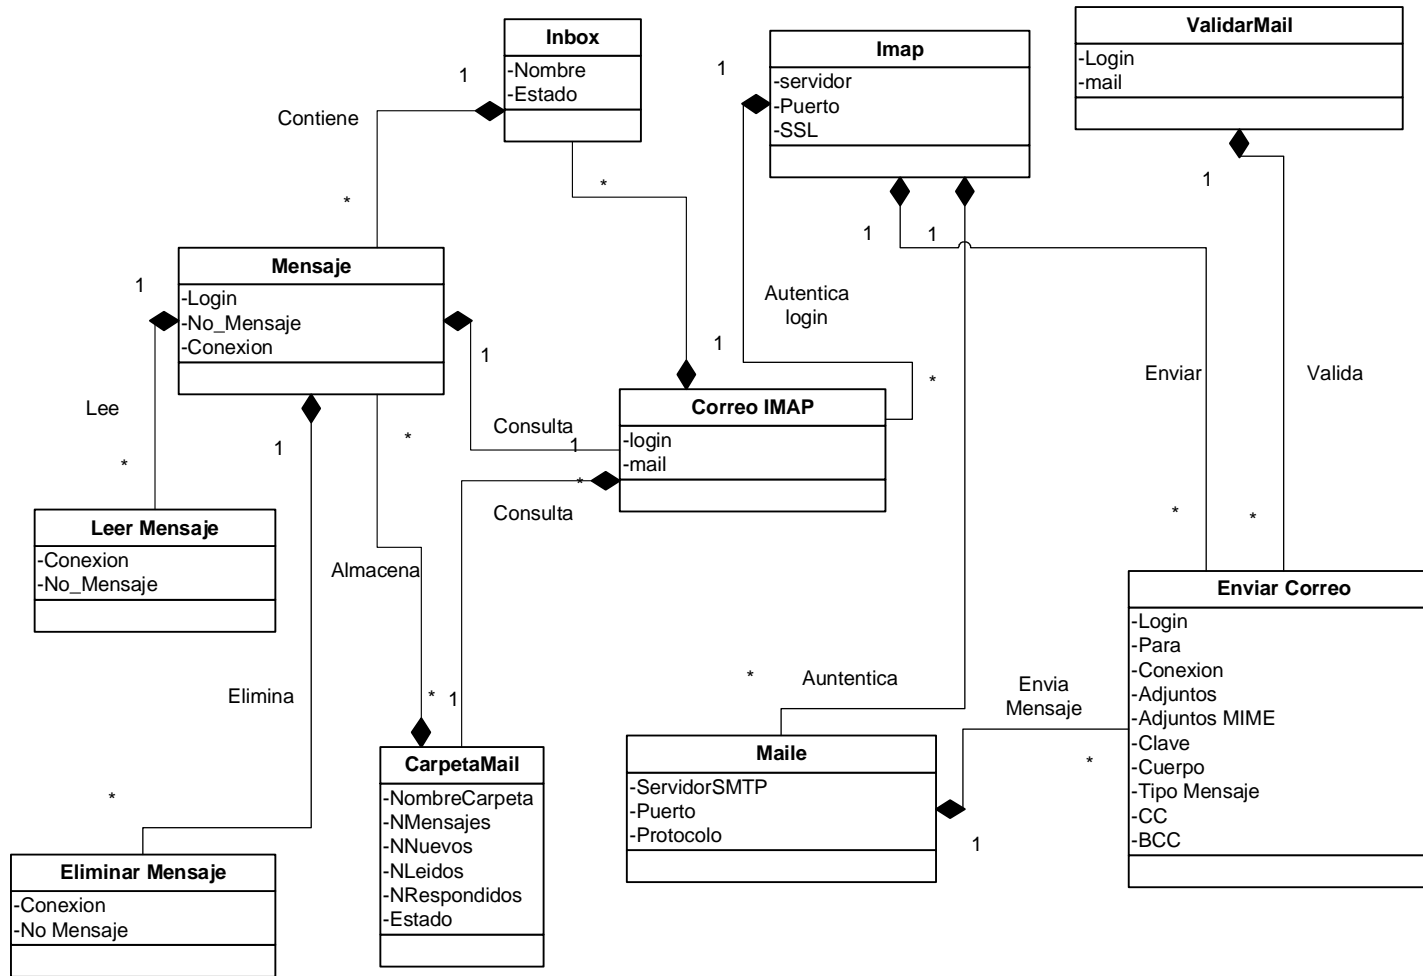 Inbox
-Nombre
-Estado
1
Contiene
*
*
Imap
-servidor
-Puerto
-SSL
1
1
1
Autentica
login
*
ValidarMail
-Login
-mail
1
Mensaje
-Login
-No_Mensaje
-Conexion
1
1
1
1
Lee
*
*
Consulta
1
Correo IMAP
-login
-mail
*
Consulta
Enviar
Valida
*
*
Leer Mensaje
-Conexion
-No_Mensaje
Almacena
Elimina
*
*
1
*
Auntentica
Envia
Mensaje
*
1
Enviar Correo
-Login
-Para
-Conexion
-Adjuntos
-Adjuntos MIME
-Clave
-Cuerpo
-Tipo Mensaje
-CC
-BCC
Maile
-ServidorSMTP
-Puerto
-Protocolo
CarpetaMail
-NombreCarpeta
-NMensajes
-NNuevos
-NLeidos
-NRespondidos
-Estado
Eliminar Mensaje
-Conexion
-No Mensaje